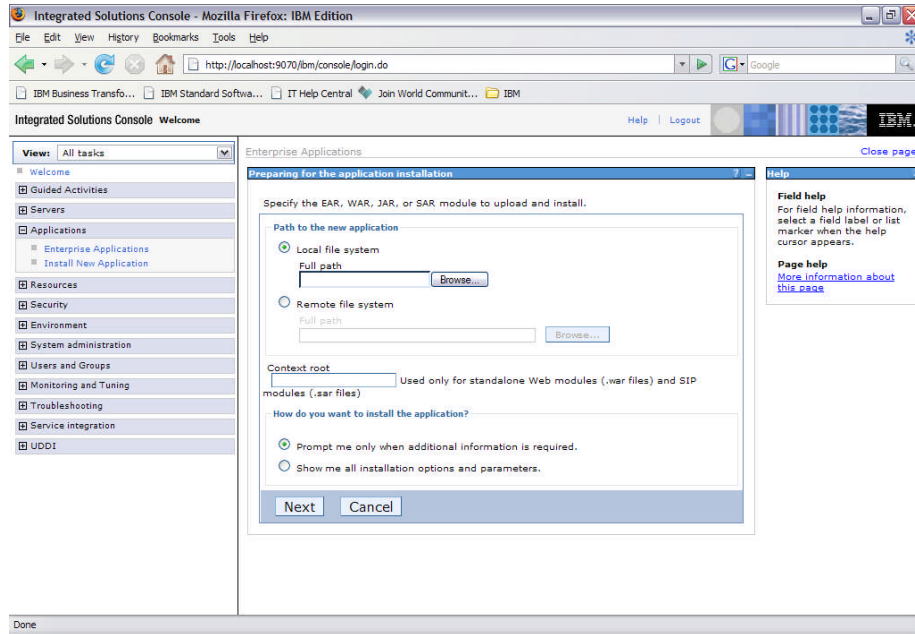 Integrated Solutions Console - Mozilla Firefox: IBM Edition
File Edit View History Bookmarks Tools Help
http://localhost:9070/ibm/console/login.do
Google
IBM Business Transfo... IBM Standard Softwa... IT Help Central Join World Communit... IBM
Integrated Solutions Console Welcome
Help | Logout
IBM.
View: All tasks
Welcome
Guided Activities
Servers
Applications
Enterprise Applications
Install New Application
Resources
Security
Environment
System administration
Users and Groups
Monitoring and Tuning
Troubleshooting
Service integration
UDDI
Enterprise Applications
Close page
Preparing for the application installation
? –
Specify the EAR, WAR, JAR, or SAR module to upload and install.
Path to the new application
Local file system
Full path
Browse...
Remote file system
Full path
Browse...
Context root
Used only for standalone Web modules (.war files) and SIP
modules (.sar files)
How do you want to install the application?
Prompt me only when additional information is required.
Show me all installation options and parameters.
Next Cancel
Help
Field help
For field help information,
select a field label or list
marker when the help
cursor appears.
Page help
More information about
this page
Done